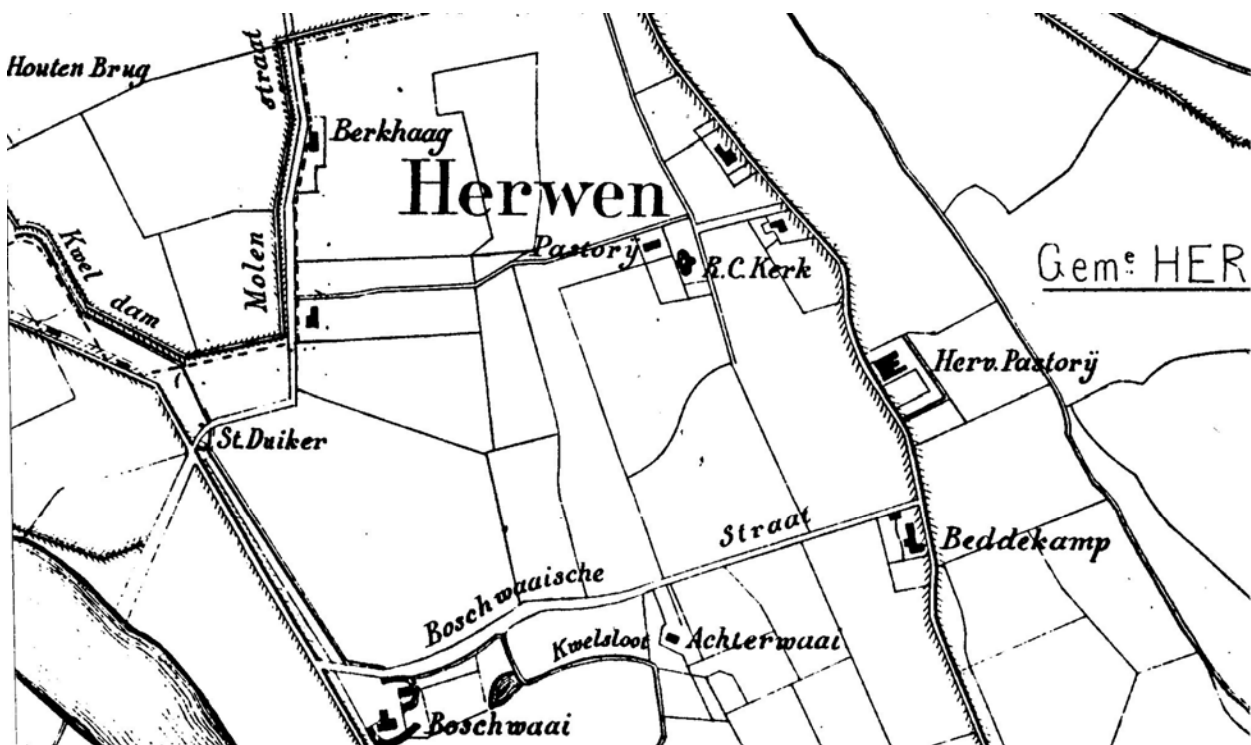 Houten Brug
straat
Berkhaag
Herwen
Kwel
dam
Molen
Pastorij
R.C. Kerk
Gem.e HER
Herv. Pastorij
St. Duiker
Boschwaaische Straat
Beddekamp
Kwelsloot
Achterwaai
Boschwaai